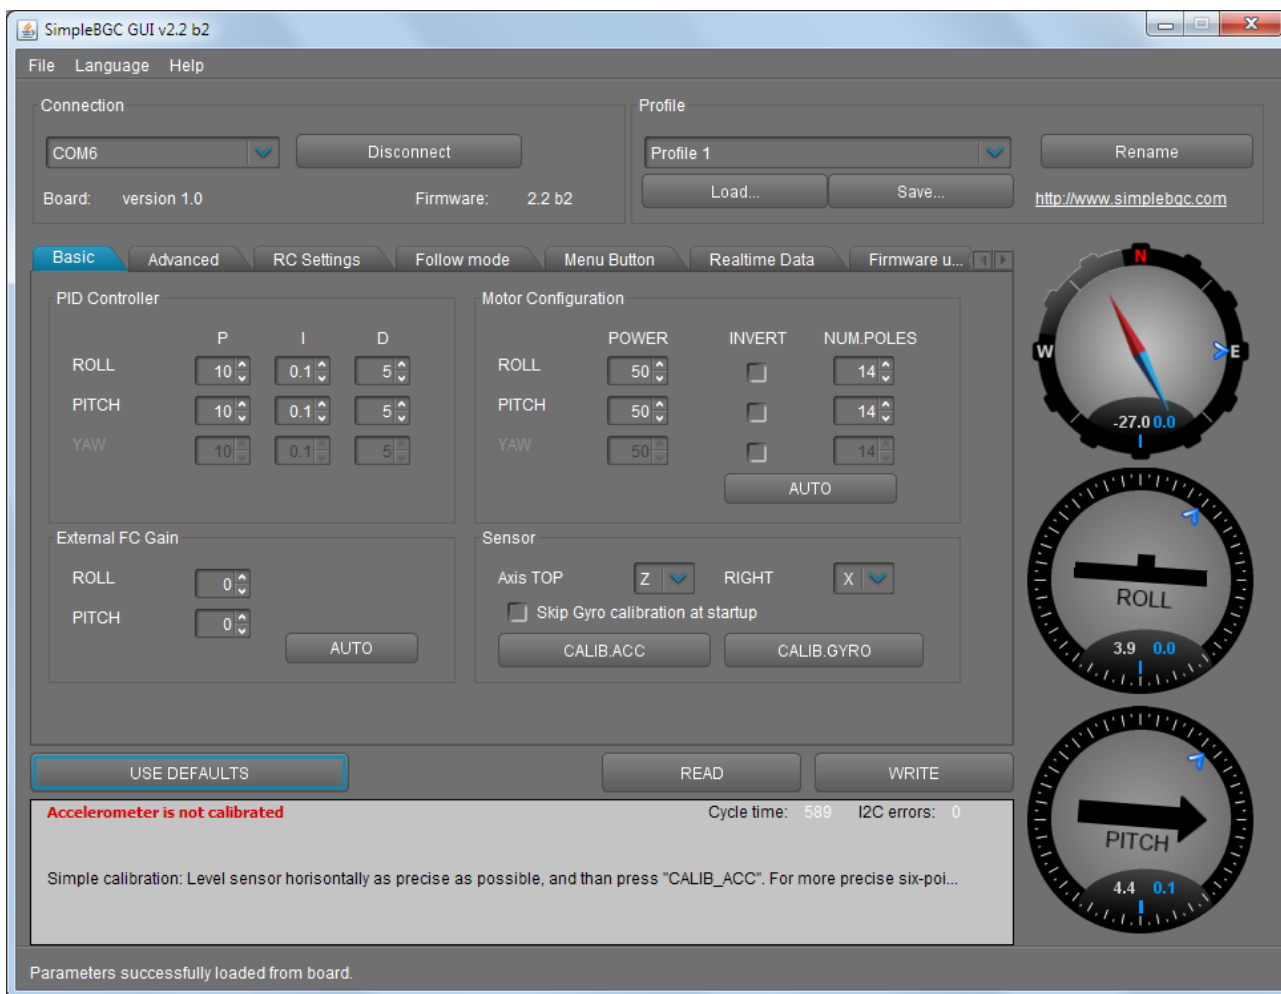 SimpleBGC GUI v2.2 b2
File Language Help
Connection
COM6 Disconnect
Board: version 1.0 Firmware: 2.2 b2
Profile
Profile 1 Rename
Load... Save... http://www.simplebgc.com
Basic Advanced RC Settings Follow mode Menu Button Realtime Data Firmware u...
PID Controller
P I D
ROLL 10 0.1 5
PITCH 10 0.1 5
YAW 10 0.1 5
Motor Configuration
POWER INVERT NUM.POLES
ROLL 50 14
PITCH 50 14
YAW 50 14
AUTO
External FC Gain
ROLL 0
PITCH 0
AUTO
Sensor
Axis TOP Z RIGHT X
Skip Gyro calibration at startup
CALIB.ACC CALIB.GYRO
N
W E
-27.0 0.0
ROLL
3.9 0.0
PITCH
4.4 0.1
USE DEFAULTS READ WRITE
Accelerometer is not calibrated Cycle time: 589 I2C errors: 0
Simple calibration: Level sensor horisontally as precise as possible, and than press "CALIB_ACC". For more precise six-poi...
Parameters successfully loaded from board.